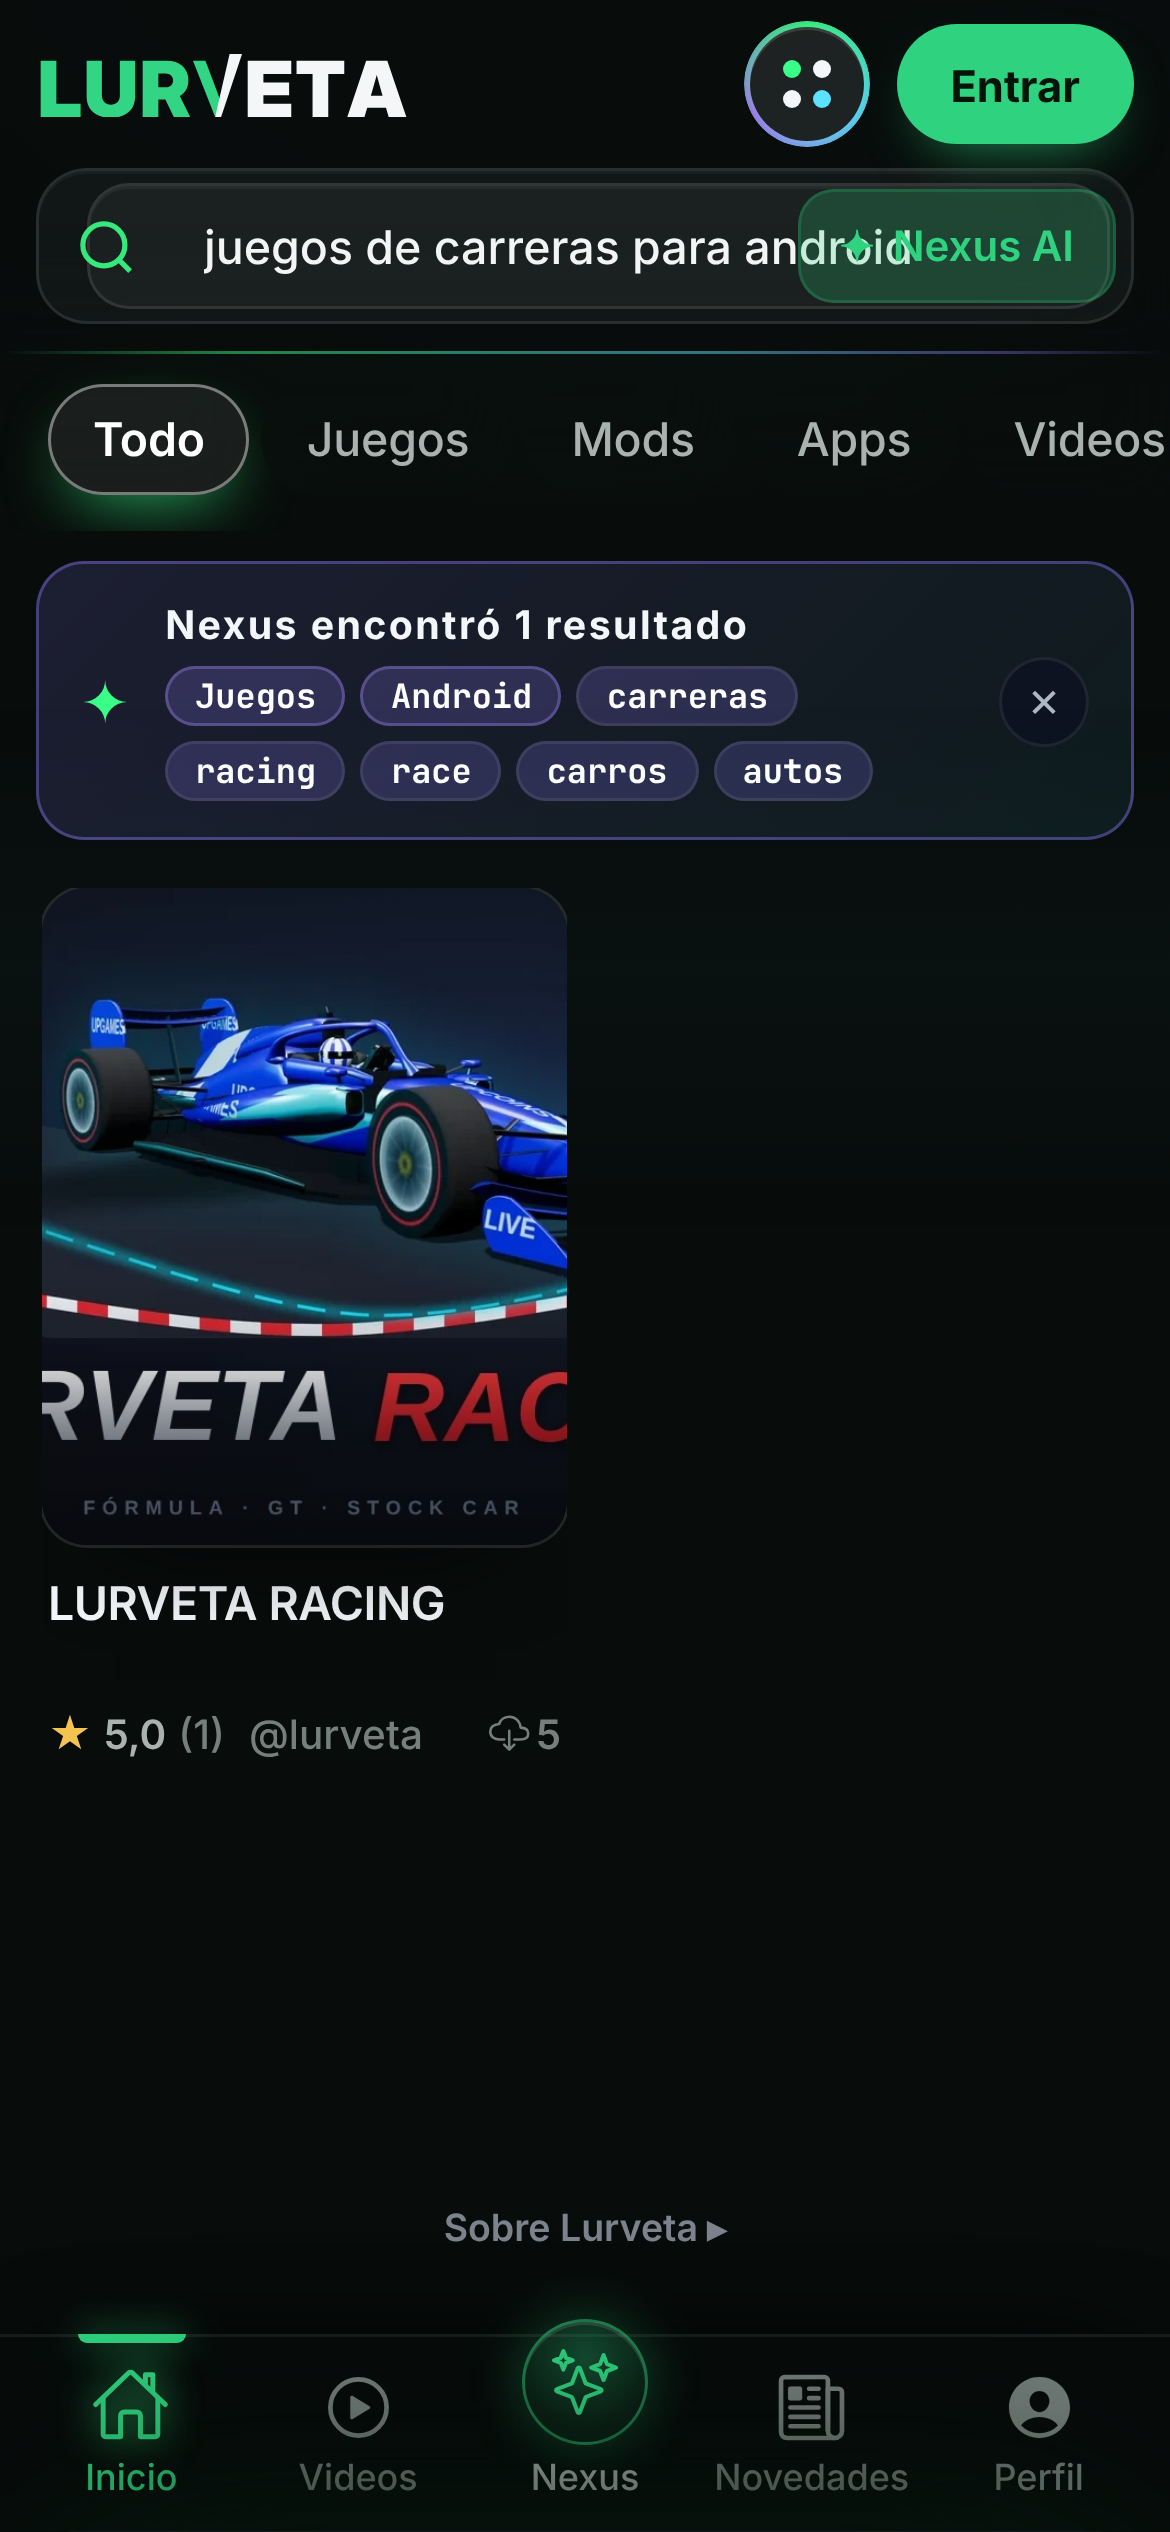 LURVETA
Entrar
juegos de carreras para android
Nexus AI
Todo Juegos Mods Apps Videos
Nexus encontró 1 resultado
Juegos Android carreras
racing race carros autos
UPGAMES
UPGAMES
LIVE
RVETA RAC
FÓRMULA · GT · STOCK CAR
LURVETA RACING
★ 5,0 (1) @lurveta 5
Sobre Lurveta ▸
Inicio Videos Nexus Novedades Perfil